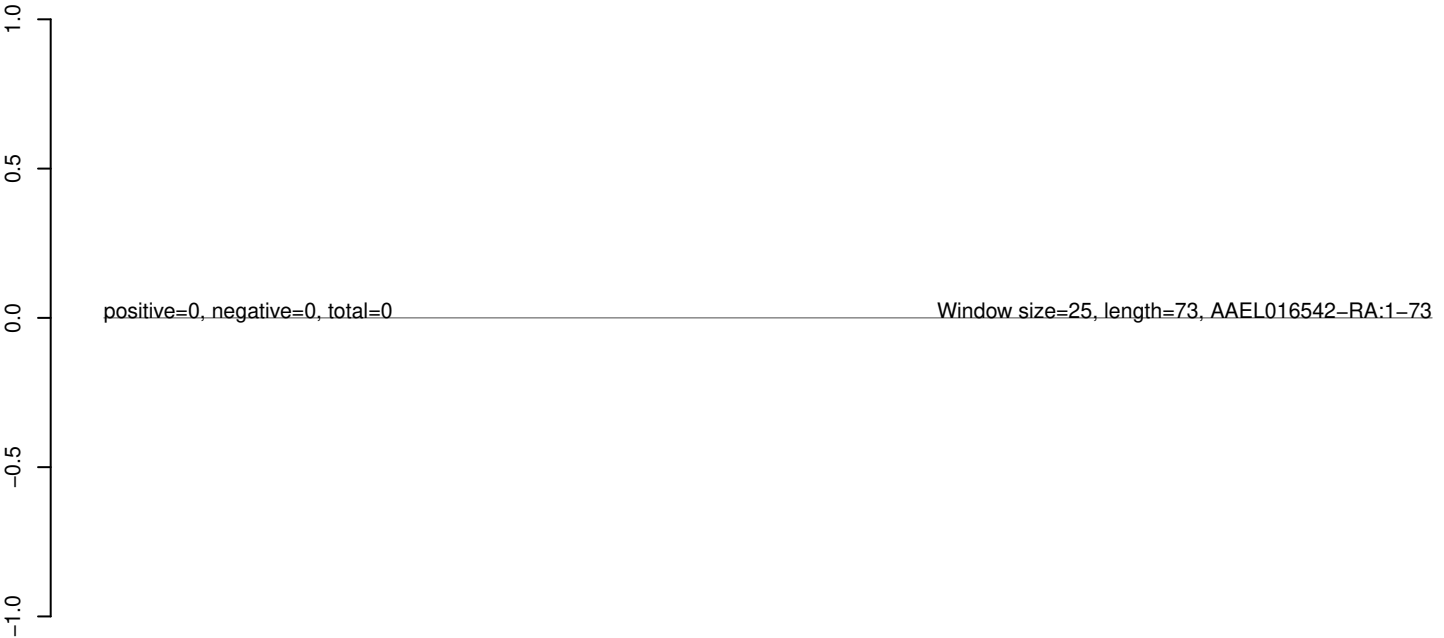 1.0
0.5
0.0
−0.5
−1.0
positive=0, negative=0, total=0
Window size=25, length=73, AAEL016542−RA:1−73